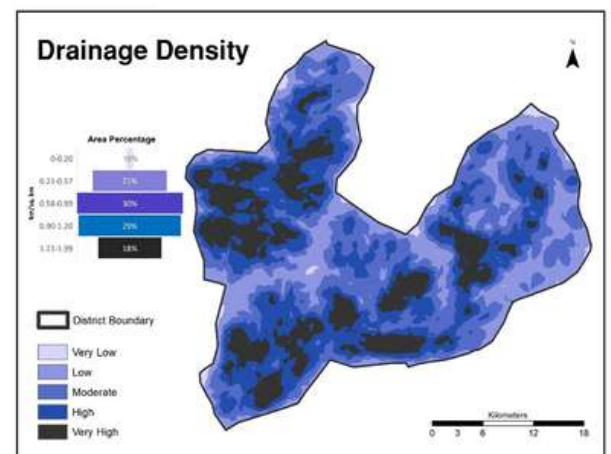 Drainage Density
N
Area Percentage
0-0.20
0.21-0.57 21%
0.58-0.89 30%
0.90-1.20 29%
1.21-1.99 18%
km/sq. km
District Boundary
Very Low
Low
Moderate
High
Very High
Kilometers
0 3 6 12 18